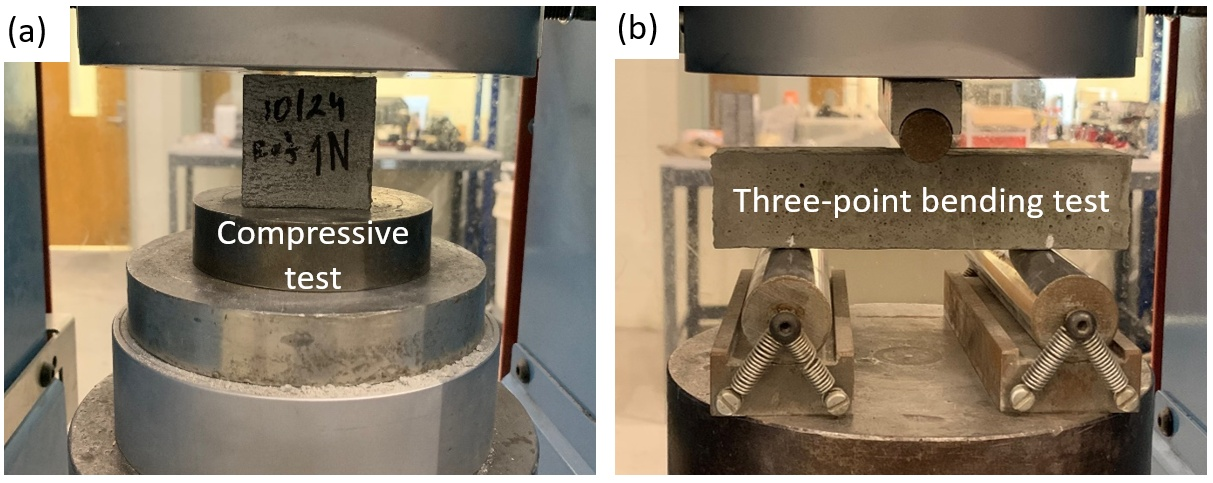 (a)
10/24
1N
Compressive
test
(b)
Three-point bending test